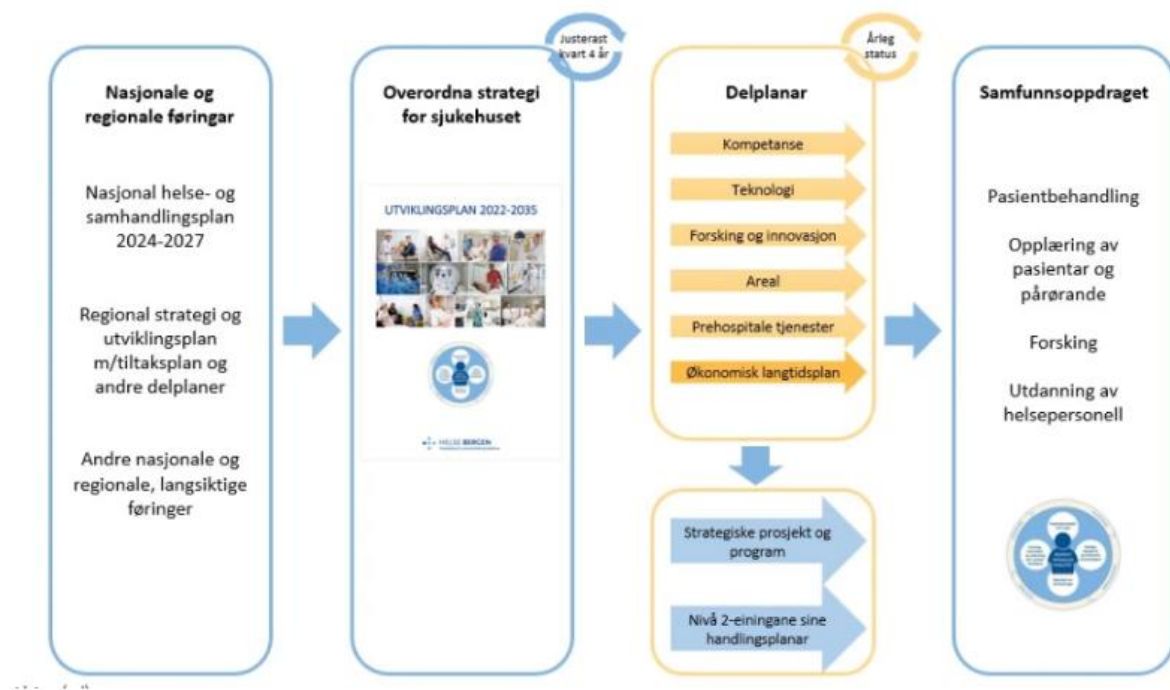 Nasjonale og
regionale føringar
Nasjonal helse- og
samhandlingsplan
2024-2027
Regional strategi og
utviklingsplan
m/tiltaksplan og
andre delplaner
Andre nasjonale og
regionale, langsiktige
føringer
Justerast
kvart 4 år
Overordna strategi
for sjukehuset
UTVIKLINGSPLAN 2022-2035
HELSE BERGEN
Årleg
status
Delplanar
Kompetanse
Teknologi
Forsking og innovasjon
Areal
Prehospitale tjenester
Økonomisk langtidsplan
Strategiske prosjekt og
program
Nivå 2-einingane sine
handlingsplanar
Samfunnsoppdraget
Pasientbehandling
Opplæring av
pasientar og
pårørande
Forsking
Utdanning av
helsepersonell